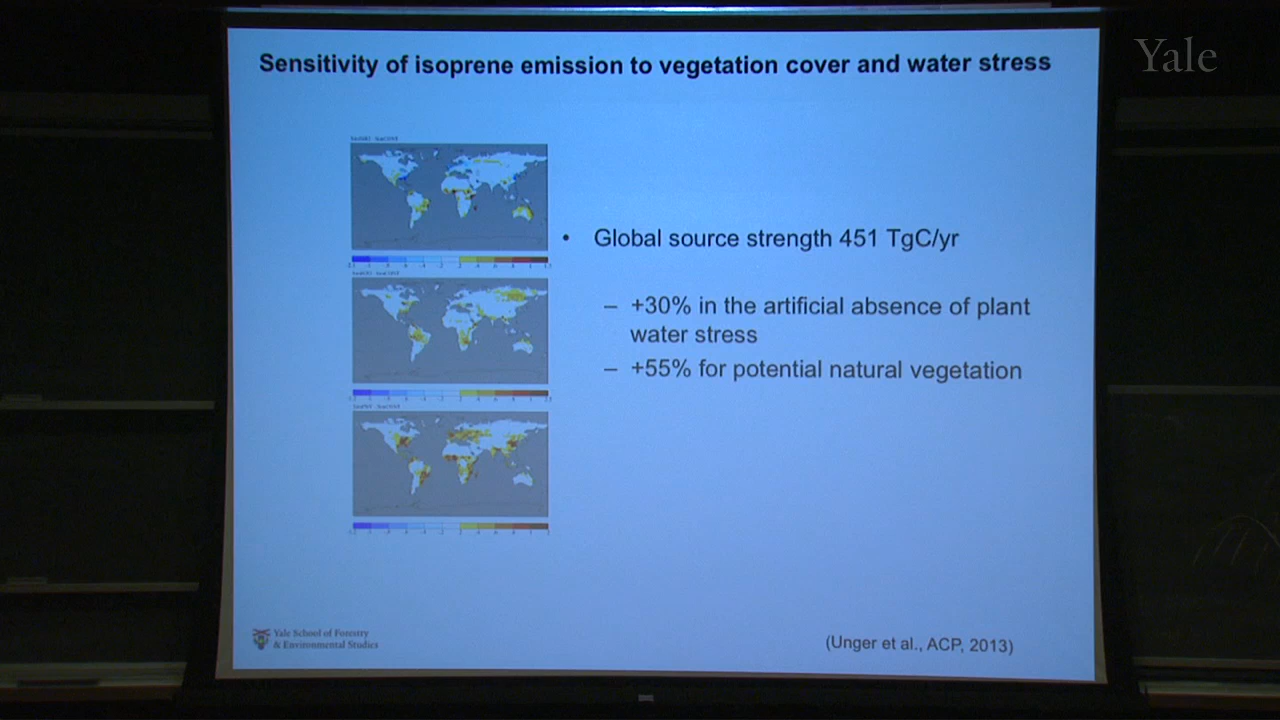 Yale
Sensitivity of isoprene emission to vegetation cover and water stress
• Global source strength 451 TgC/yr
– +30% in the artificial absence of plant
water stress
– +55% for potential natural vegetation
Yale School of Forestry
& Environmental Studies
(Unger et al., ACP, 2013)